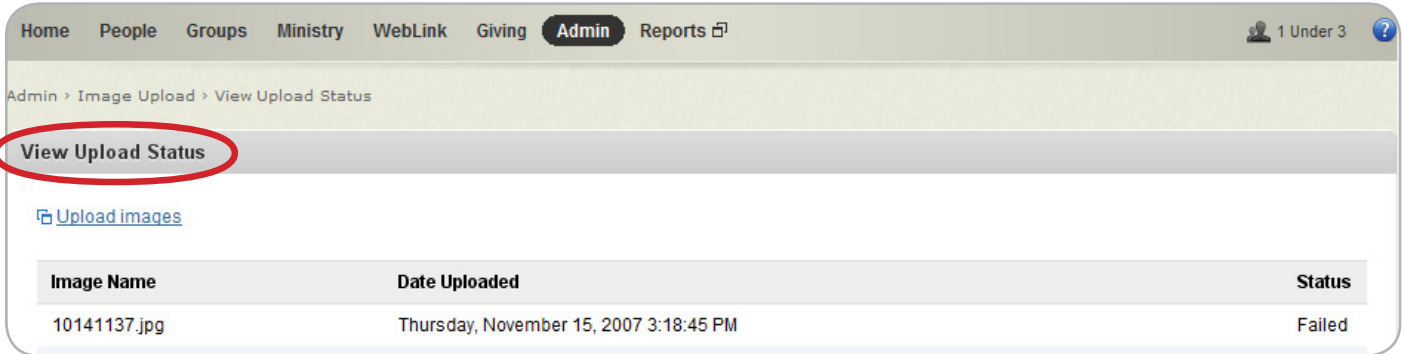 Home People Groups Ministry WebLink Giving Admin Reports 1 Under 3 ?
Admin › Image Upload › View Upload Status
View Upload Status
Upload images
Image Name Date Uploaded Status
10141137.jpg Thursday, November 15, 2007 3:18:45 PM Failed